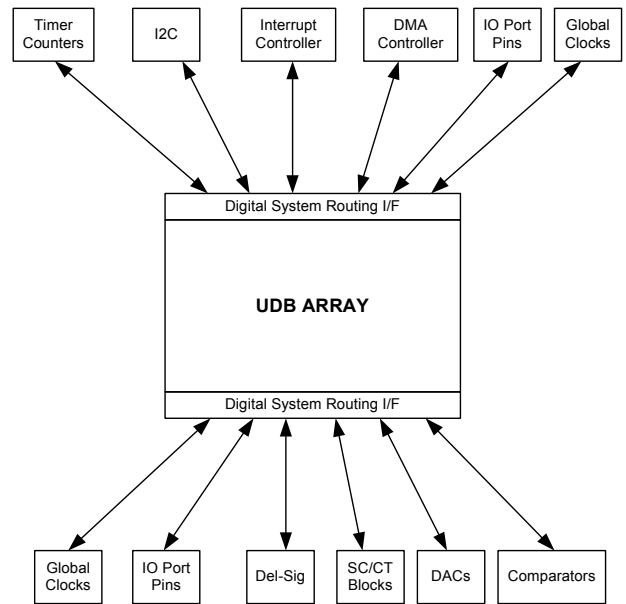 Timer
Counters
I2C
Interrupt
Controller
DMA
Controller
IO Port
Pins
Global
Clocks
Digital System Routing I/F
UDB ARRAY
Digital System Routing I/F
Global
Clocks
IO Port
Pins
Del-Sig
SC/CT
Blocks
DACs
Comparators